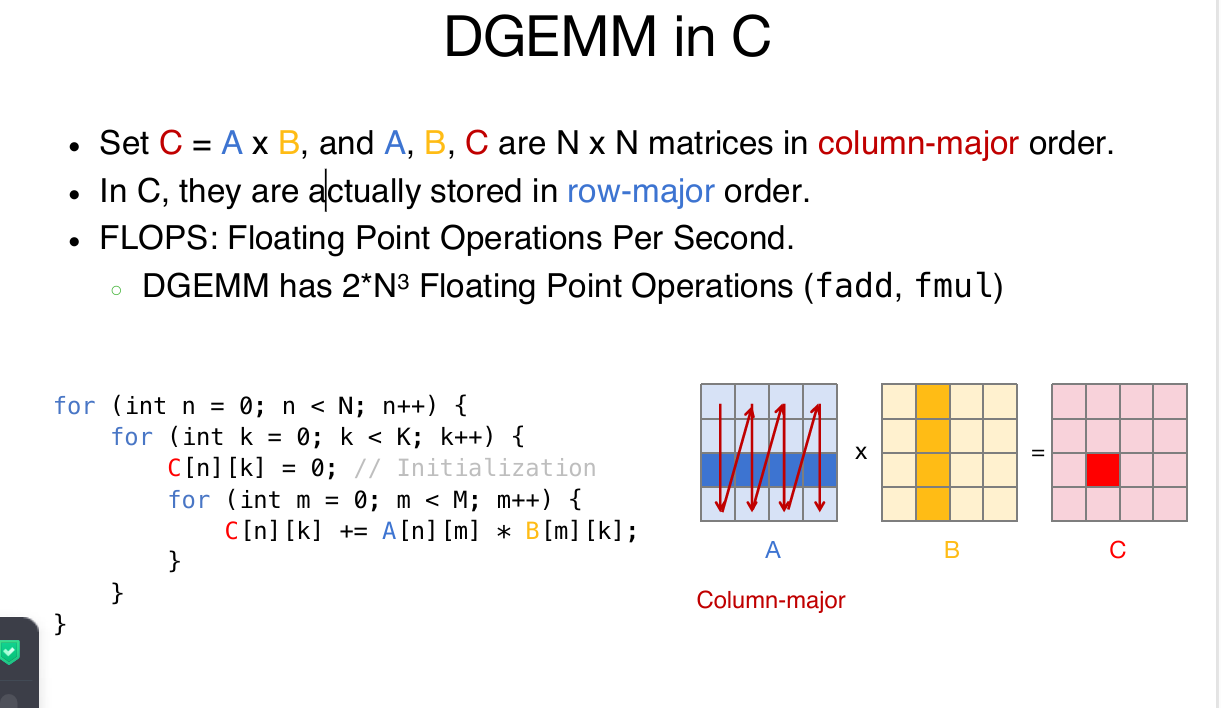 DGEMM in C
• Set C = A x B, and A, B, C are N x N matrices in column-major order.
• In C, they are actually stored in row-major order.
• FLOPS: Floating Point Operations Per Second.
○ DGEMM has 2*N³ Floating Point Operations (fadd, fmul)
for (int n = 0; n < N; n++) {
    for (int k = 0; k < K; k++) {
        C[n][k] = 0; // Initialization
        for (int m = 0; m < M; m++) {
            C[n][k] += A[n][m] * B[m][k];
        }
    }
}
x =
A B C
Column-major